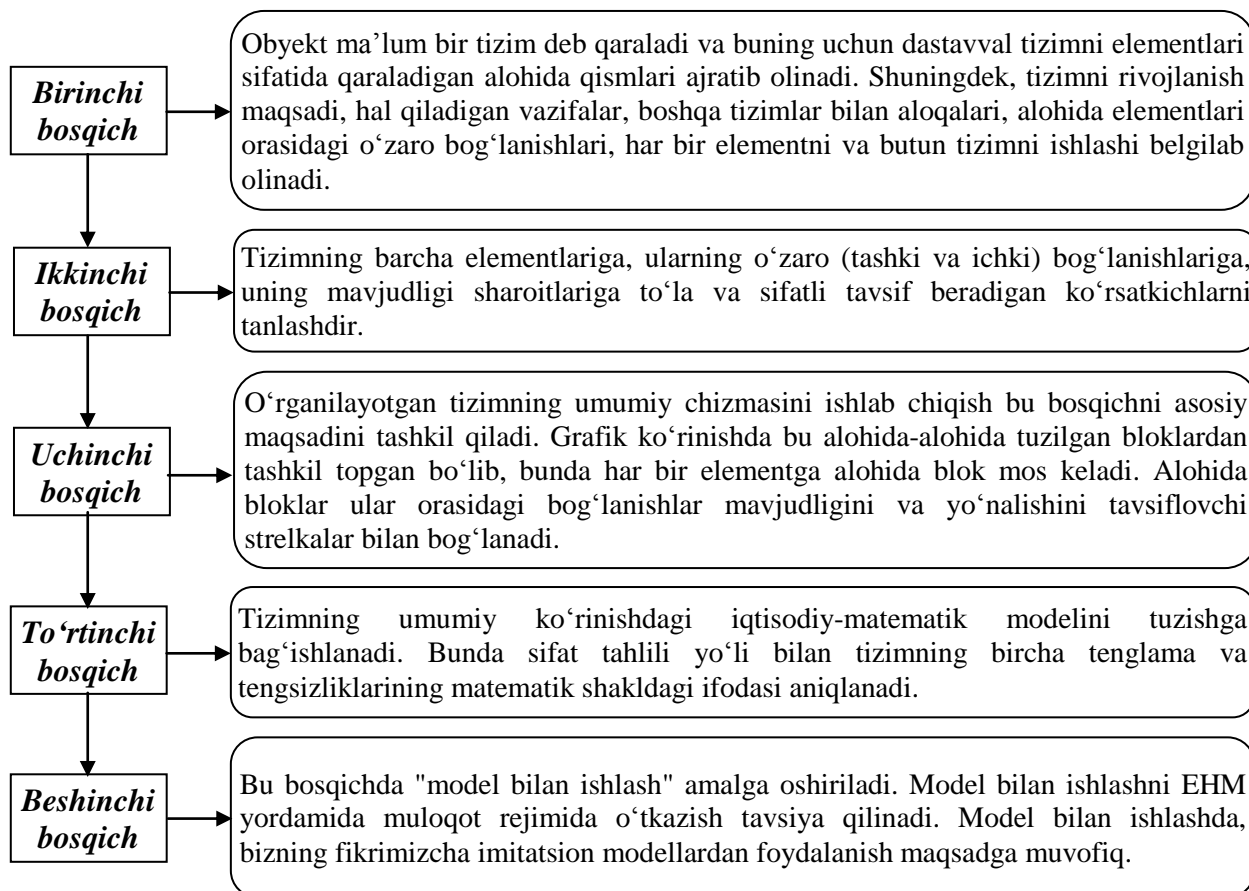 Birinchi
bosqich
Obyekt ma’lum bir tizim deb qaraladi va buning uchun dastavval tizimni elementlari
sifatida qaraladigan alohida qismlari ajratib olinadi. Shuningdek, tizimni rivojlanish
maqsadi, hal qiladigan vazifalar, boshqa tizimlar bilan aloqalari, alohida elementlari
orasidagi o‘zaro bog‘lanishlari, har bir elementni va butun tizimni ishlashi belgilab
olinadi.
Ikkinchi
bosqich
Tizimning barcha elementlariga, ularning o‘zaro (tashki va ichki) bog‘lanishlariga,
uning mavjudligi sharoitlariga to‘la va sifatli tavsif beradigan ko‘rsatkichlarni
tanlashdir.
Uchinchi
bosqich
O‘rganilayotgan tizimning umumiy chizmasini ishlab chiqish bu bosqichni asosiy
maqsadini tashkil qiladi. Grafik ko‘rinishda bu alohida-alohida tuzilgan bloklardan
tashkil topgan bo‘lib, bunda har bir elementga alohida blok mos keladi. Alohida
bloklar ular orasidagi bog‘lanishlar mavjudligini va yo‘nalishini tavsiflovchi
strelkalar bilan bog‘lanadi.
To‘rtinchi
bosqich
Tizimning umumiy ko‘rinishdagi iqtisodiy-matematik modelini tuzishga
bag‘ishlanadi. Bunda sifat tahlili yo‘li bilan tizimning bircha tenglama va
tengsizliklarining matematik shakldagi ifodasi aniqlanadi.
Beshinchi
bosqich
Bu bosqichda "model bilan ishlash" amalga oshiriladi. Model bilan ishlashni EHM
yordamida muloqot rejimida o‘tkazish tavsiya qilinadi. Model bilan ishlashda,
bizning fikrimizcha imitatsion modellardan foydalanish maqsadga muvofiq.